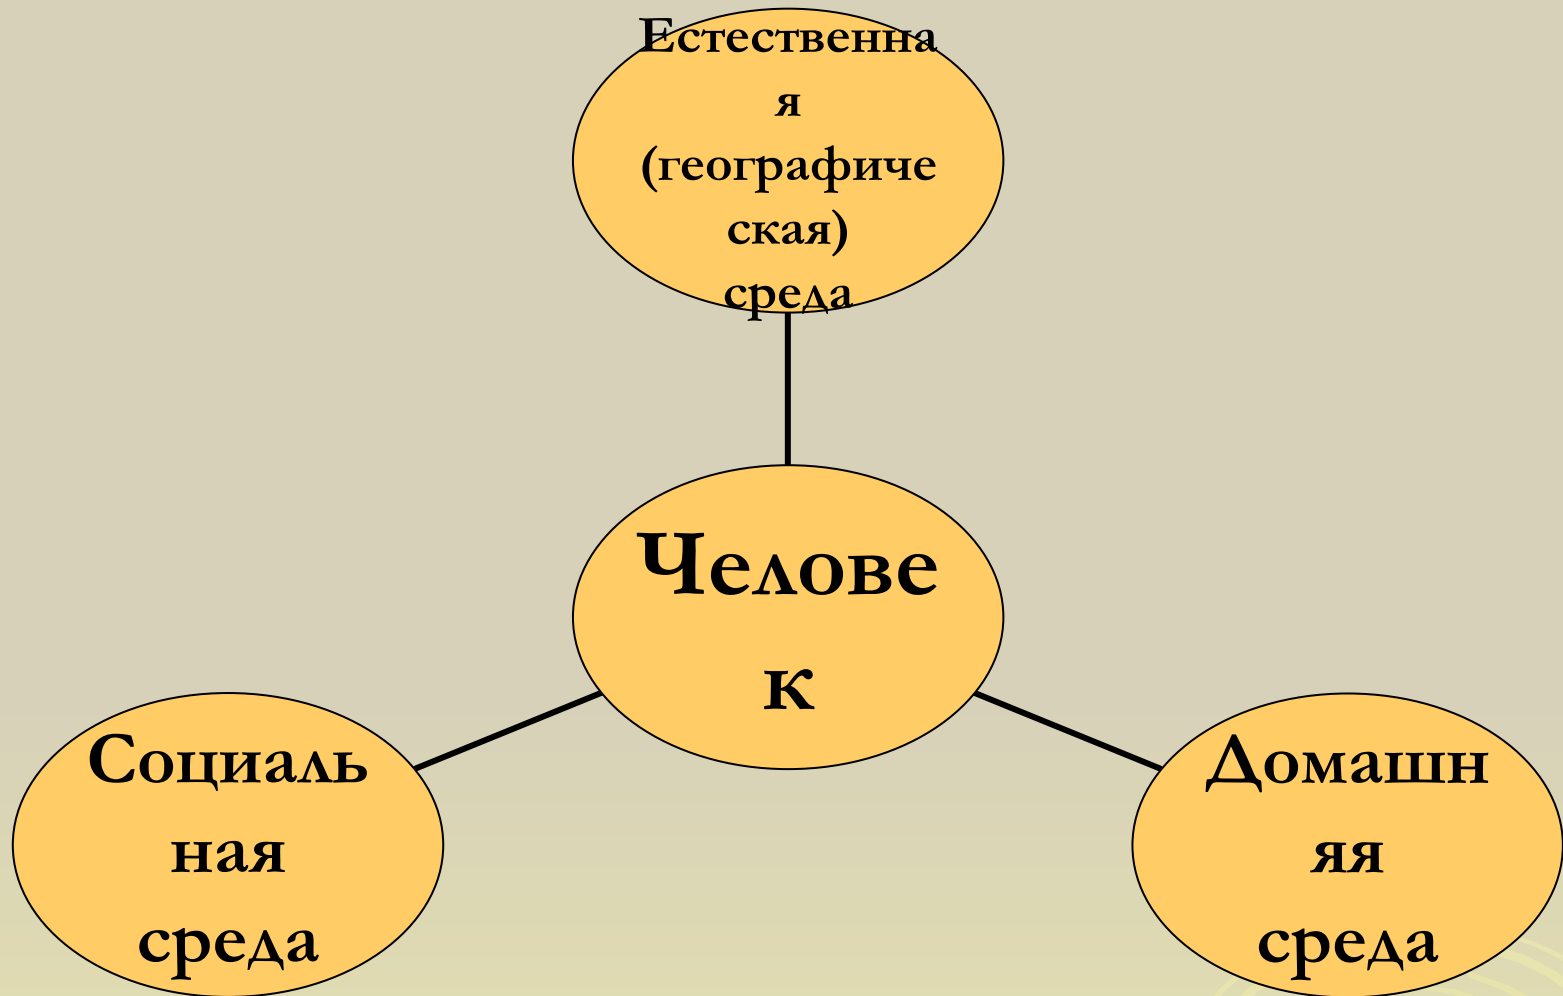 Естественна
я
(географиче
ская)
среда
Челове
к
Социаль
ная
среда
Домашн
яя
среда